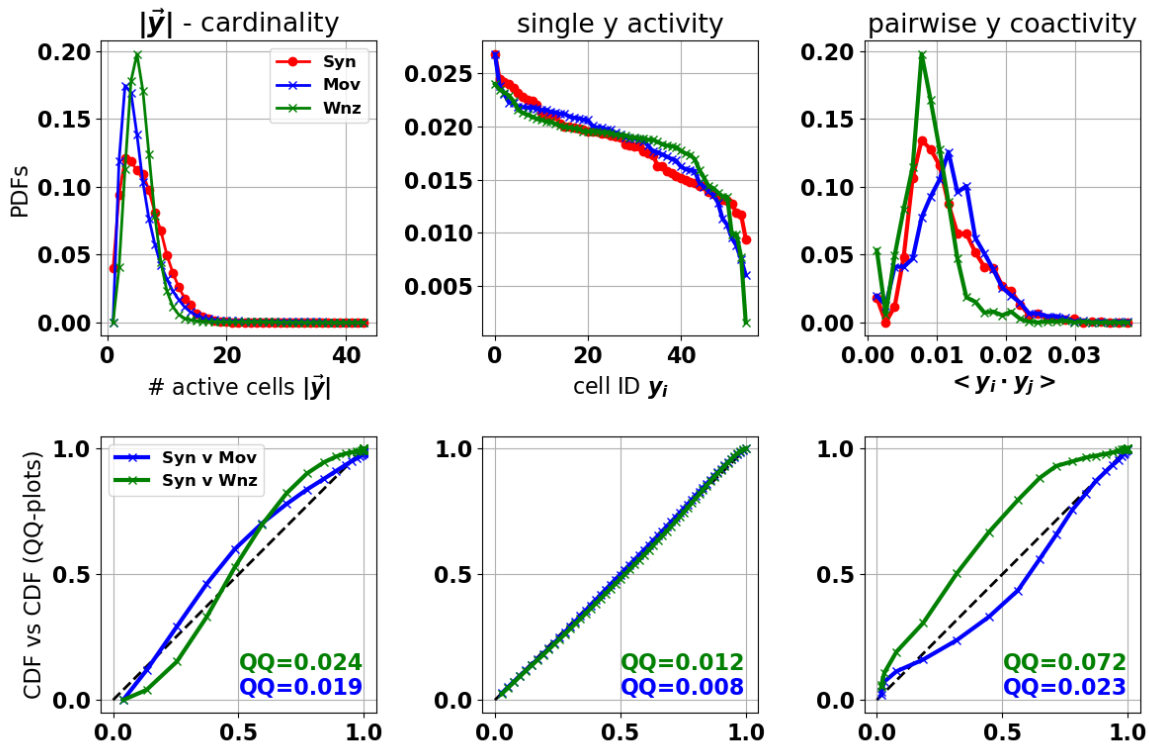 |y⃗| - cardinality
single y activity
pairwise y coactivity
PDFs
0.20
0.15
0.10
0.05
0.00
Syn
Mov
Wnz
0 20 40
# active cells |y⃗|
0.025
0.020
0.015
0.010
0.005
0 20 40
cell ID yᵢ
0.20
0.15
0.10
0.05
0.00
0.00 0.01 0.02 0.03
< yᵢ · yⱼ >
CDF vs CDF (QQ-plots)
1.0
0.5
0.0
Syn v Mov
Syn v Wnz
QQ=0.024
QQ=0.019
0.0 0.5 1.0
1.0
0.5
0.0
QQ=0.012
QQ=0.008
0.0 0.5 1.0
1.0
0.5
0.0
QQ=0.072
QQ=0.023
0.0 0.5 1.0